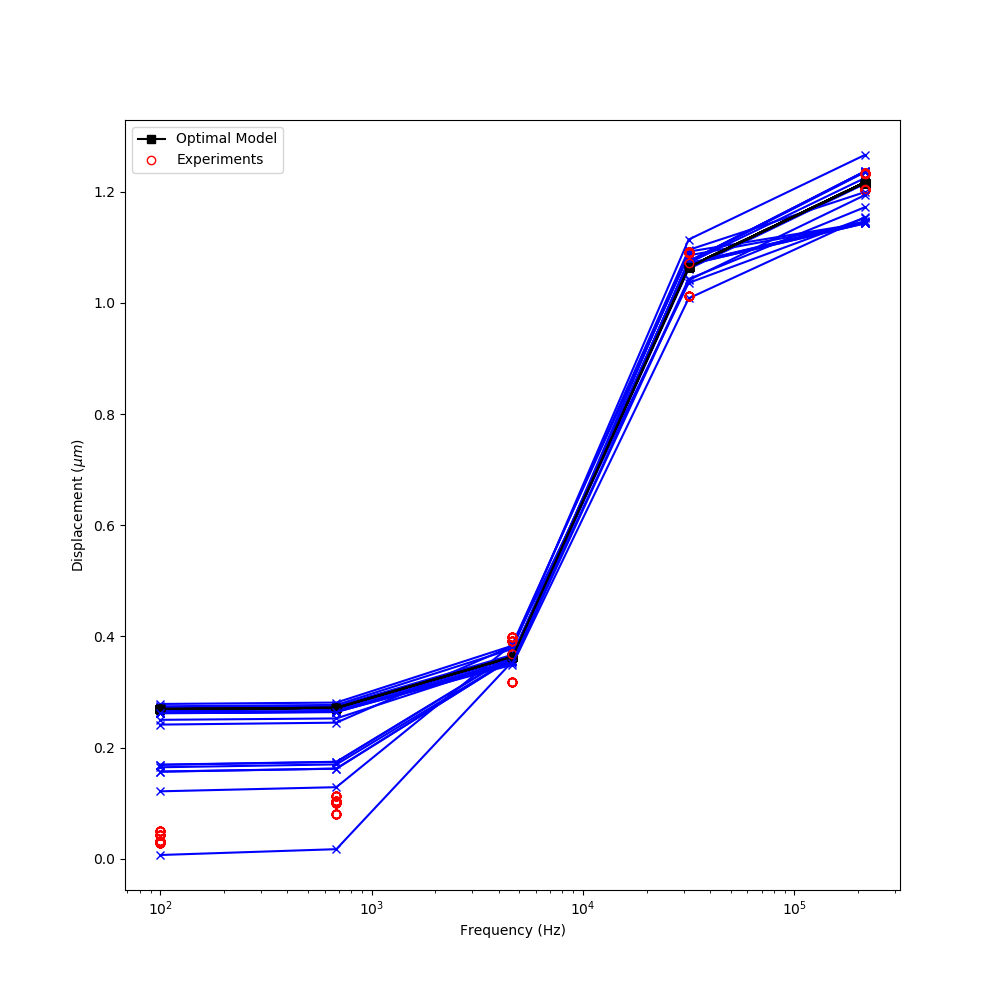 Optimal Model
Experiments
1.2
1.0
0.8
0.6
0.4
0.2
0.0
Displacement (μm)
10² 10³ 10⁴ 10⁵
Frequency (Hz)